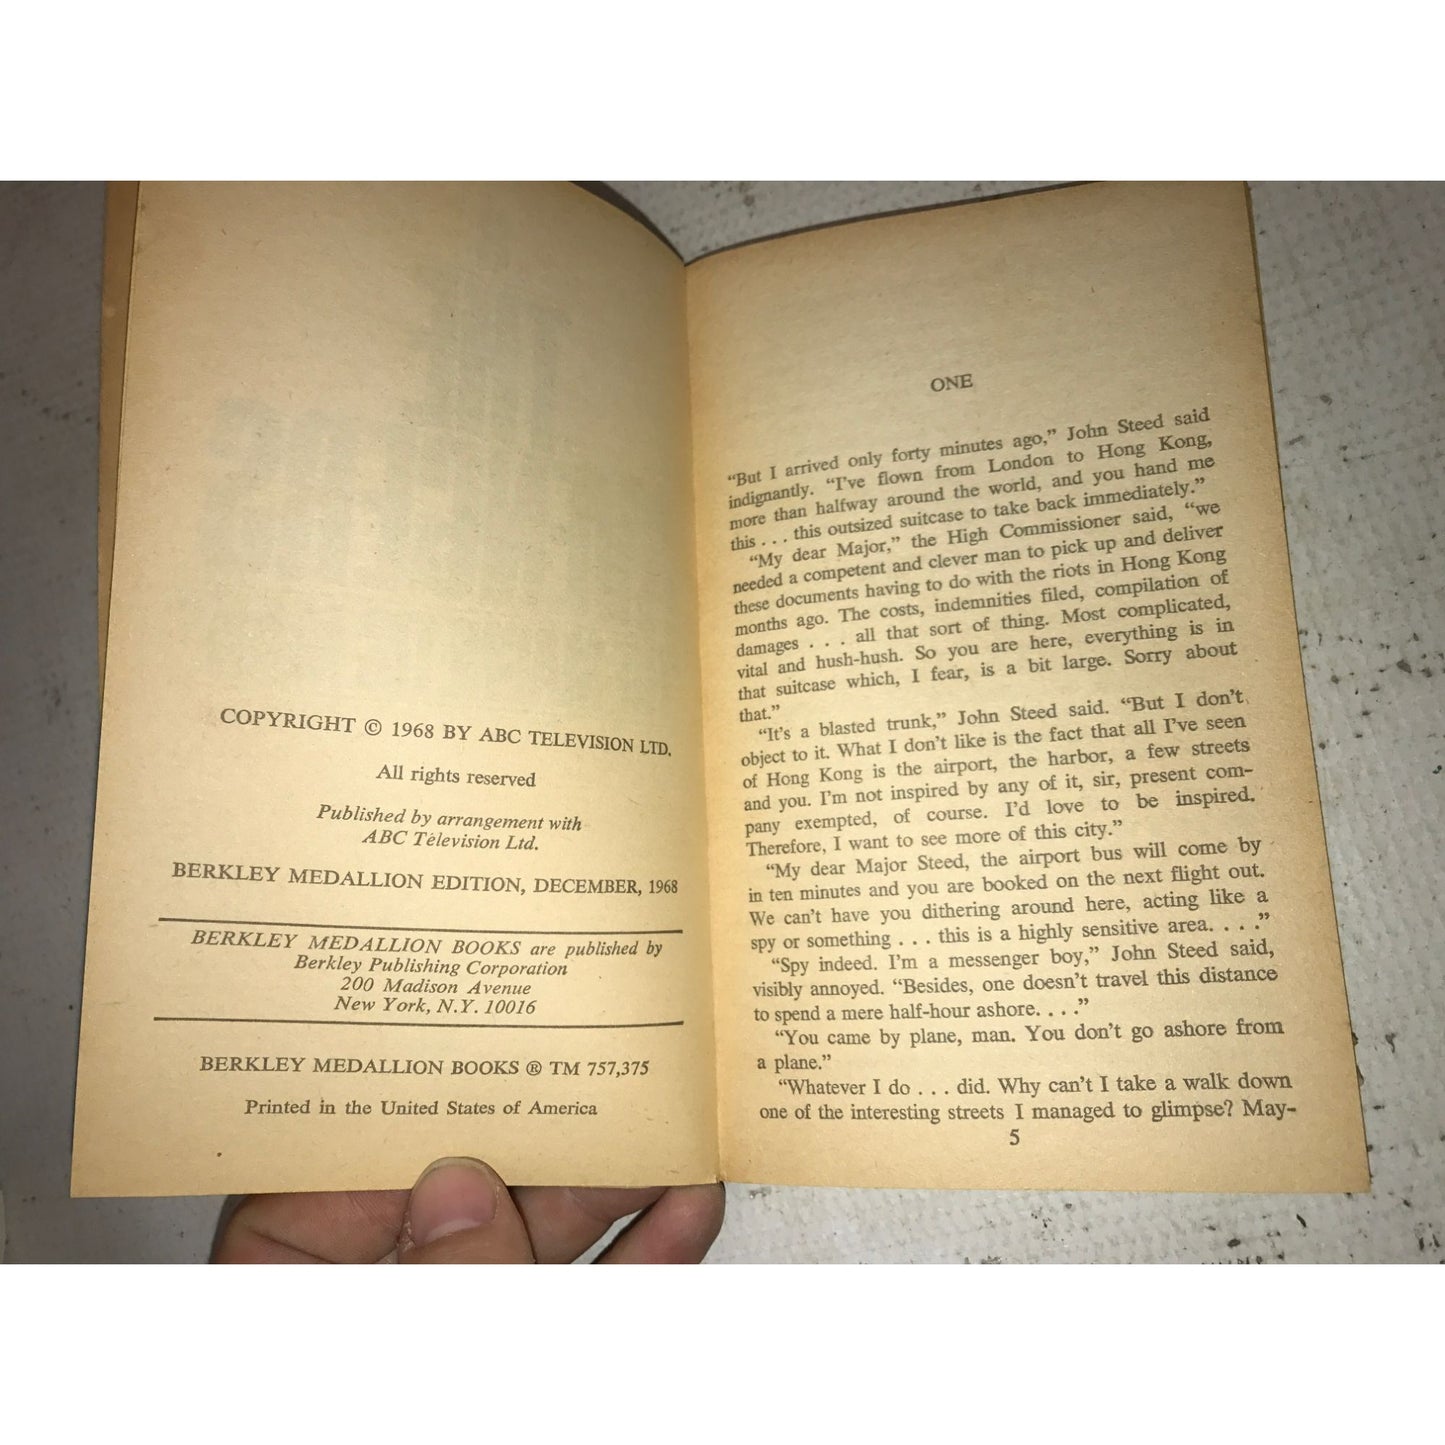 COPYRIGHT © 1968 BY ABC TELEVISION LTD.
All rights reserved
Published by arrangement with
ABC Television Ltd.
BERKLEY MEDALLION EDITION, DECEMBER, 1968
BERKLEY MEDALLION BOOKS are published by
Berkley Publishing Corporation
200 Madison Avenue
New York, N.Y. 10016
BERKLEY MEDALLION BOOKS ® TM 757,375
Printed in the United States of America
ONE
“But I arrived only forty minutes ago,” John Steed said
indignantly. “I’ve flown from London to Hong Kong,
more than halfway around the world, and you hand me
this . . . this outsized suitcase to take back immediately.”
“My dear Major,” the High Commissioner said, “we
needed a competent and clever man to pick up and deliver
these documents having to do with the riots in Hong Kong
months ago. The costs, indemnities filed, compilation of
damages . . . all that sort of thing. Most complicated,
vital and hush-hush. So you are here, everything is in
that suitcase which, I fear, is a bit large. Sorry about
that.”
“It’s a blasted trunk,” John Steed said. “But I don’t
object to it. What I don’t like is the fact that all I’ve seen
of Hong Kong is the airport, the harbor, a few streets
and you. I’m not inspired by any of it, sir, present com-
pany exempted, of course. I’d love to be inspired.
Therefore, I want to see more of this city.”
“My dear Major Steed, the airport bus will come by
in ten minutes and you are booked on the next flight out.
We can’t have you dithering around here, acting like a
spy or something . . . this is a highly sensitive area. . . .”
“Spy indeed. I’m a messenger boy,” John Steed said,
visibly annoyed. “Besides, one doesn’t travel this distance
to spend a mere half-hour ashore. . . .”
“You came by plane, man. You don’t go ashore from
a plane.”
“Whatever I do . . . did. Why can’t I take a walk down
one of the interesting streets I managed to glimpse? May-
5